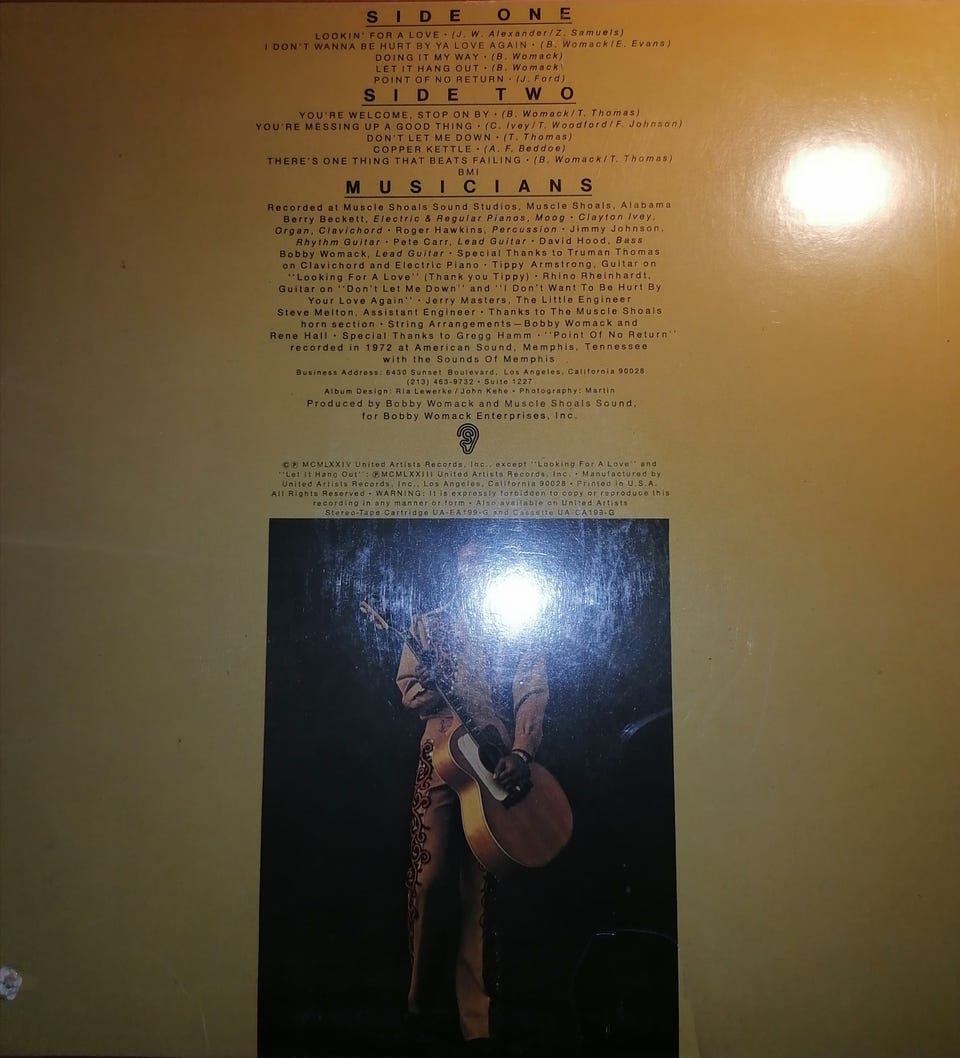 SIDE ONE
LOOKIN' FOR A LOVE • (J. W. Alexander/Z. Samuels)
I DON'T WANNA BE HURT BY YA LOVE AGAIN • (B. Womack/E. Evans)
DOING IT MY WAY • (B. Womack)
LET IT HANG OUT • (B. Womack)
POINT OF NO RETURN • (J. Ford)
SIDE TWO
YOU'RE WELCOME, STOP ON BY • (B. Womack/T. Thomas)
YOU'RE MESSING UP A GOOD THING • (C. Ivey/T. Woodford/F. Johnson)
DON'T LET ME DOWN • (T. Thomas)
COPPER KETTLE • (A. F. Beddoe)
THERE'S ONE THING THAT BEATS FAILING • (B. Womack/T. Thomas)
BMI
MUSICIANS
Recorded at Muscle Shoals Sound Studios, Muscle Shoals, Alabama
Berry Beckett, Electric & Regular Pianos, Moog • Clayton Ivey,
Organ, Clavichord • Roger Hawkins, Percussion • Jimmy Johnson,
Rhythm Guitar • Pete Carr, Lead Guitar • David Hood, Bass
Bobby Womack, Lead Guitar • Special Thanks to Truman Thomas
on Clavichord and Electric Piano • Tippy Armstrong, Guitar on
"Looking For A Love" (Thank you Tippy) • Rhino Rheinhardt,
Guitar on "Don't Let Me Down" and "I Don't Want To Be Hurt By
Your Love Again" • Jerry Masters, The Little Engineer
Steve Melton, Assistant Engineer • Thanks to The Muscle Shoals
horn section • String Arrangements—Bobby Womack and
Rene Hall • Special Thanks to Gregg Hamm • "Point Of No Return"
recorded in 1972 at American Sound, Memphis, Tennessee
with the Sounds Of Memphis
Business Address: 6430 Sunset Boulevard, Los Angeles, California 90028
(213) 463-9732 • Suite 1227
Album Design: Ria Lewerke/John Kehe • Photography: Martin
Produced by Bobby Womack and Muscle Shoals Sound,
for Bobby Womack Enterprises, Inc.
©℗ MCMLXXIV United Artists Records, Inc., except "Looking For A Love" and
"Let It Hang Out": ℗MCMLXXIII United Artists Records, Inc. • Manufactured by
United Artists Records, Inc., Los Angeles, California 90028 • Printed in U.S.A.
All Rights Reserved • WARNING: It is expressly forbidden to copy or reproduce this
recording in any manner or form • Also available on United Artists
Stereo-Tape Cartridge UA-EA199-G and Cassette UA-CA199-G